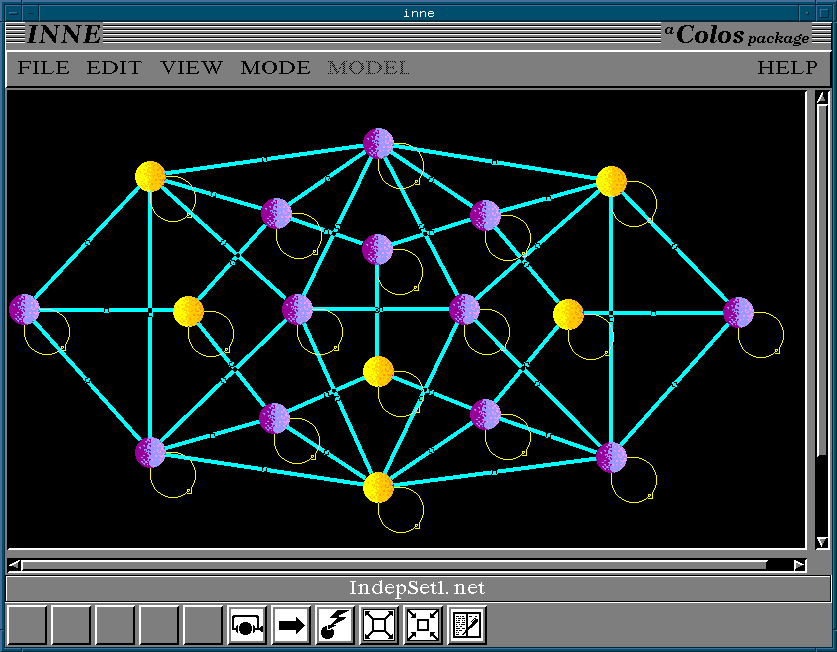 inne
INNE a Colos package
FILE EDIT VIEW MODE MODEL HELP
IndepSet1.net